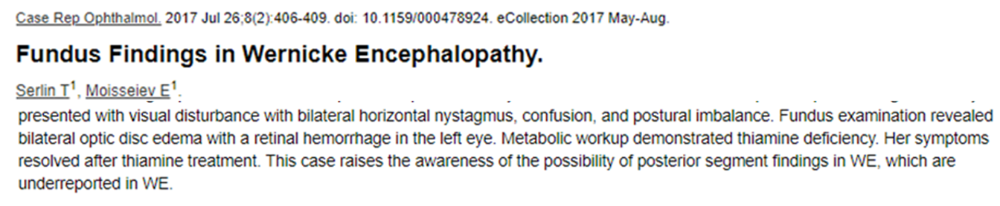 Case Rep Ophthalmol. 2017 Jul 26;8(2):406-409. doi: 10.1159/000478924. eCollection 2017 May-Aug.
Fundus Findings in Wernicke Encephalopathy.
Serlin T1, Moisseiev E1.
presented with visual disturbance with bilateral horizontal nystagmus, confusion, and postural imbalance. Fundus examination revealed
bilateral optic disc edema with a retinal hemorrhage in the left eye. Metabolic workup demonstrated thiamine deficiency. Her symptoms
resolved after thiamine treatment. This case raises the awareness of the possibility of posterior segment findings in WE, which are
underreported in WE.